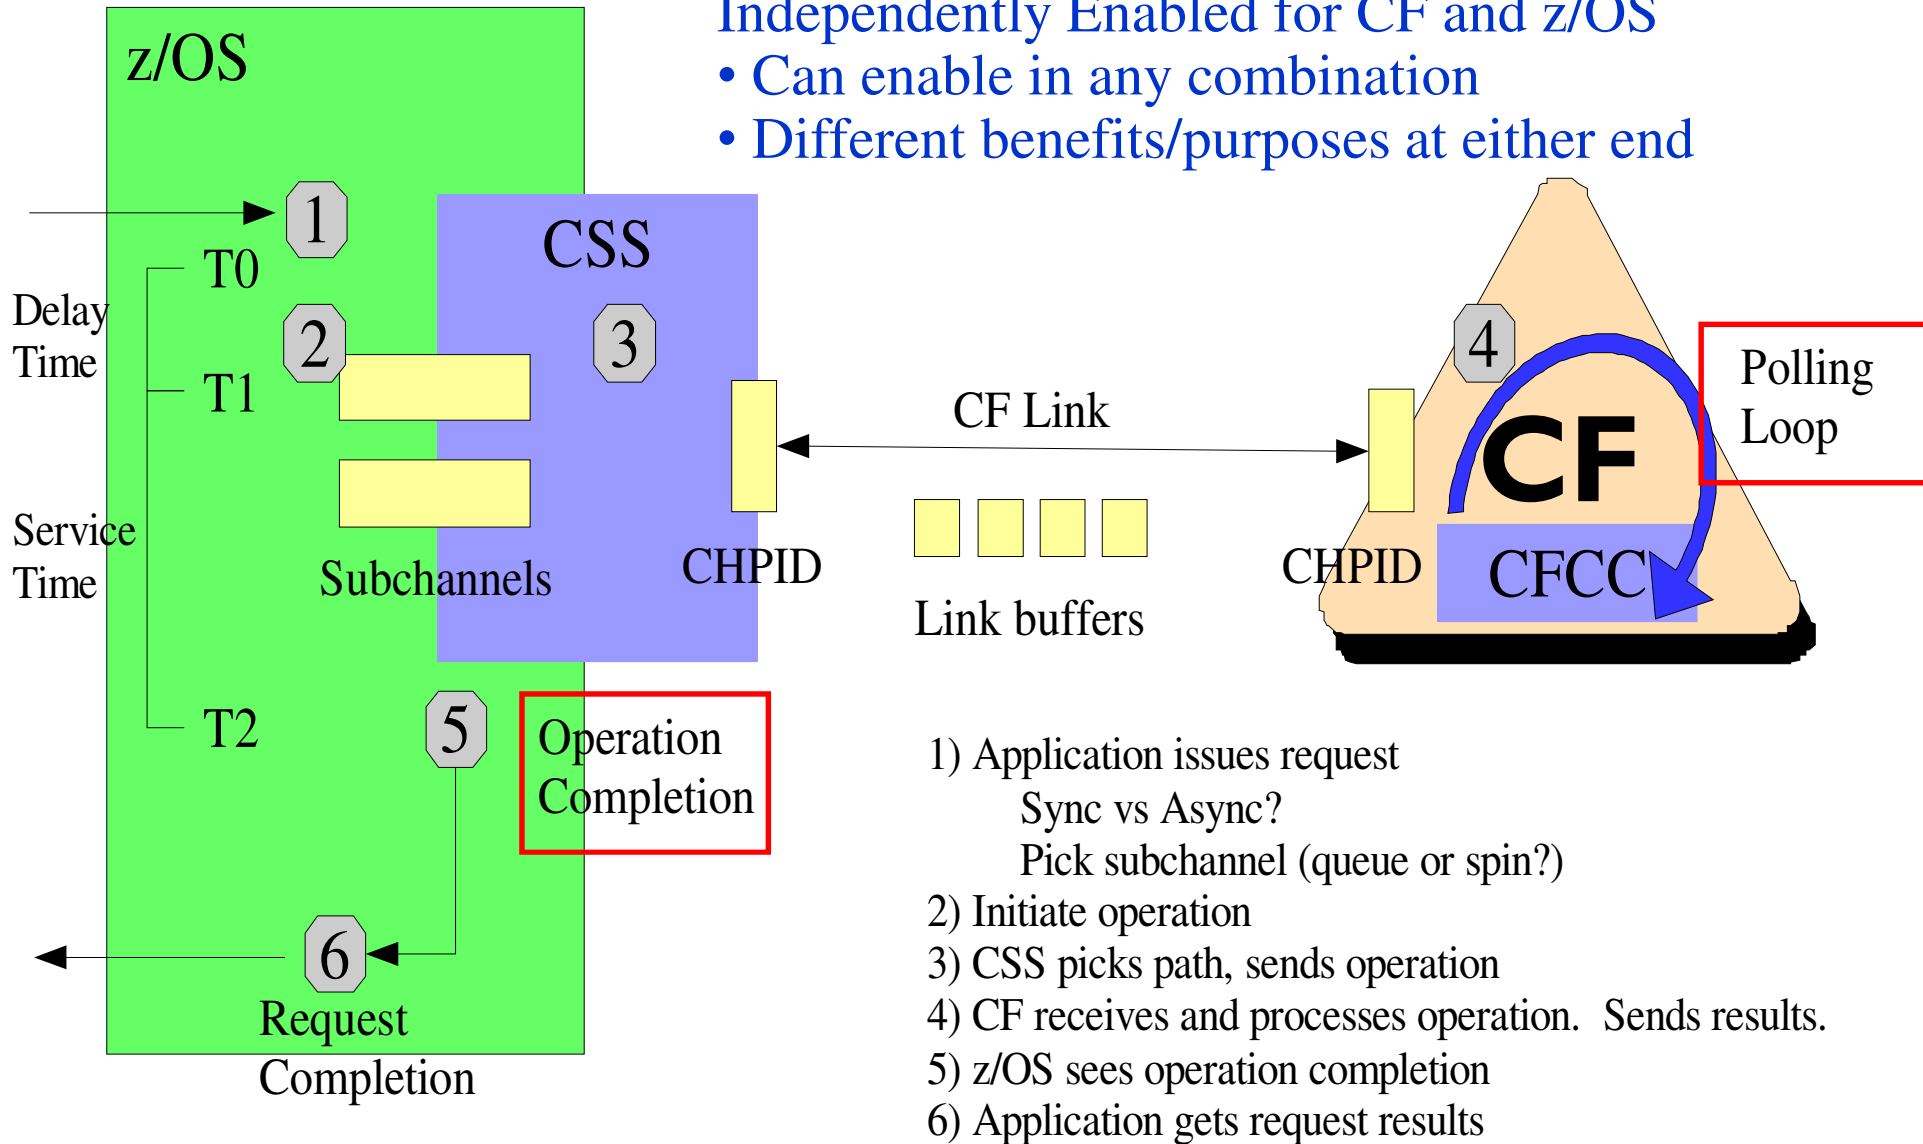 Independently Enabled for CF and z/OS
• Can enable in any combination
• Different benefits/purposes at either end
z/OS
1
CSS
T0
Delay
Time
2
3
4
Polling
Loop
T1
CF Link
CF
Service
Time
Subchannels
CHPID
CHPID
CFCC
Link buffers
T2
5
Operation
Completion
6
Request
Completion
1) Application issues request
Sync vs Async?
Pick subchannel (queue or spin?)
2) Initiate operation
3) CSS picks path, sends operation
4) CF receives and processes operation.  Sends results.
5) z/OS sees operation completion
6) Application gets request results